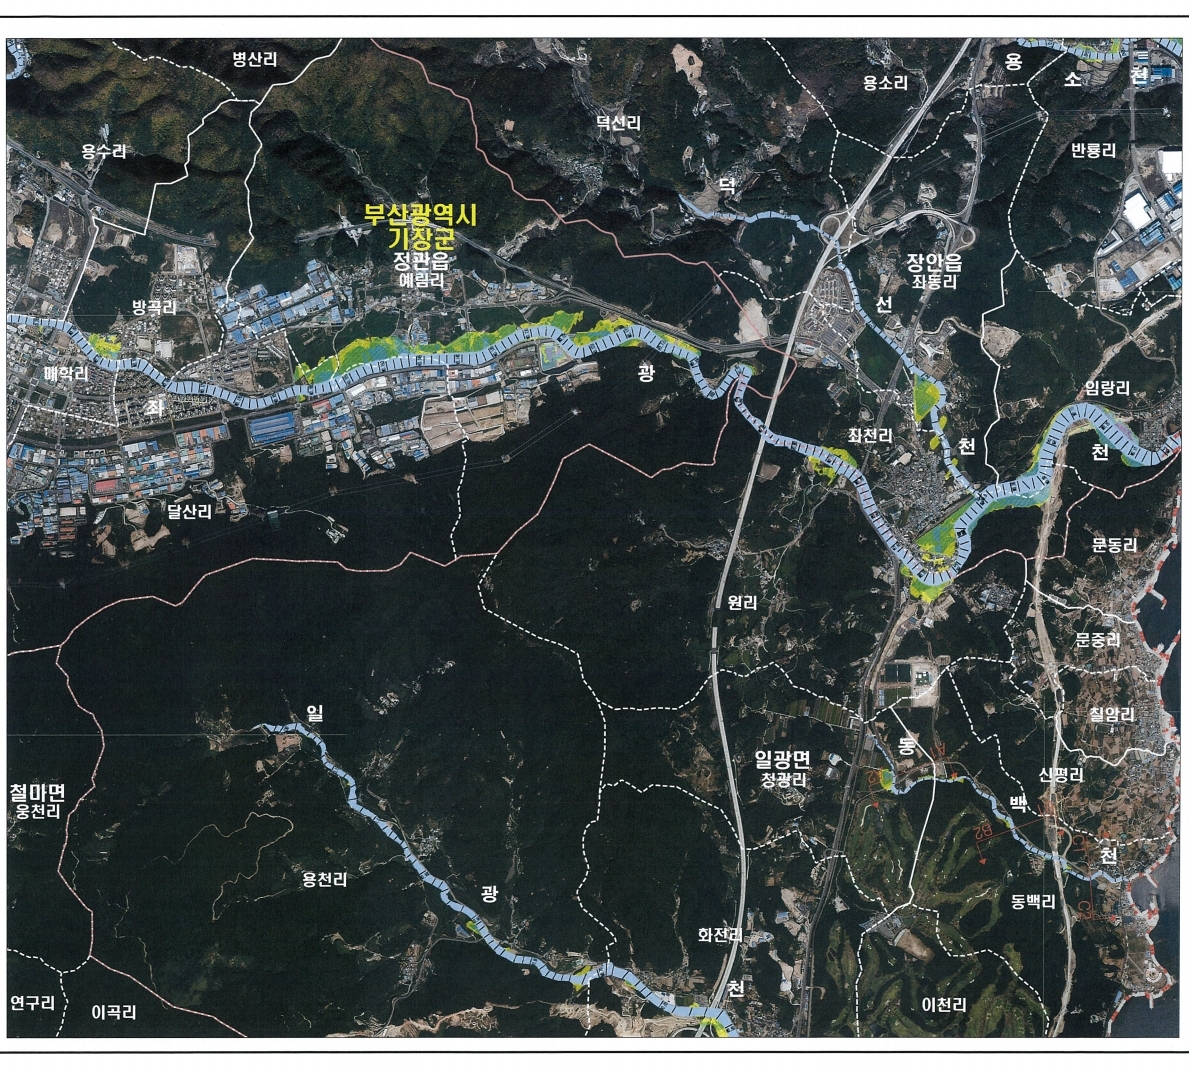 병산리
용소리
용
소
천
덕선리
용수리
반룡리
덕
부산광역시
기장군
정관읍
예림리
장안읍
좌동리
선
방곡리
매학리
좌
광
임랑리
좌천리
천
천
달산리
문동리
원리
문중리
일
칠암리
동
일광면
청광리
신평리
철마면
웅천리
백
B2
천
용천리
광
동백리
C2
화전리
천
연구리
이곡리
이천리